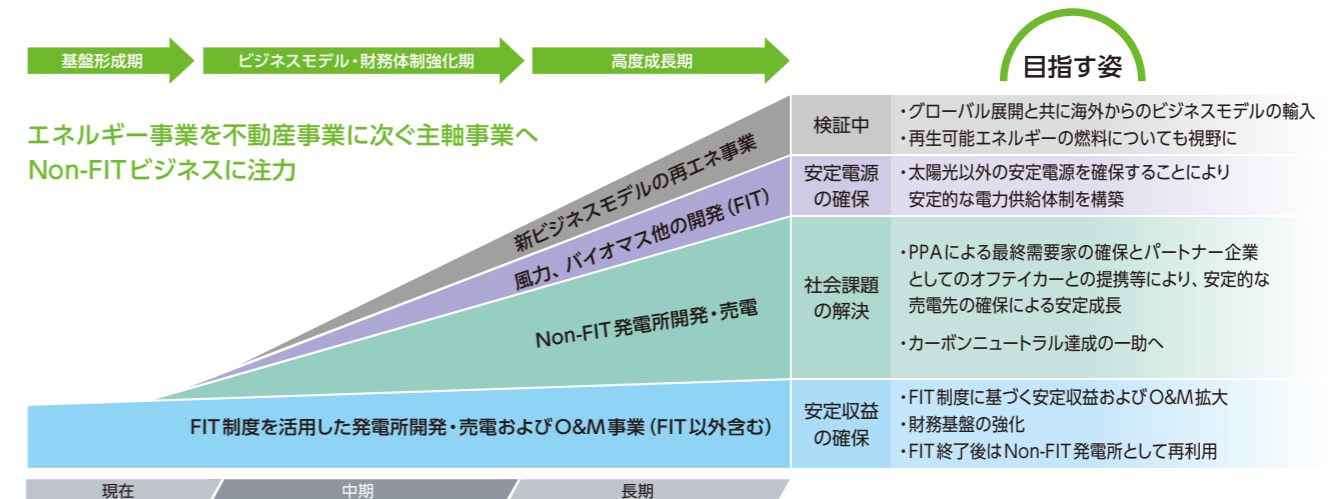 基盤形成期
ビジネスモデル・財務体制強化期
高度成長期
目指す姿
エネルギー事業を不動産事業に次ぐ主軸事業へ
Non-FITビジネスに注力
新ビジネスモデルの再エネ事業
風力、バイオマス他の開発（FIT）
Non-FIT発電所開発・売電
FIT制度を活用した発電所開発・売電およびO&M事業（FIT以外含む）
検証中
・グローバル展開と共に海外からのビジネスモデルの輸入
・再生可能エネルギーの燃料についても視野に
安定電源
の確保
・太陽光以外の安定電源を確保することにより
安定的な電力供給体制を構築
社会課題
の解決
・PPAによる最終需要家の確保とパートナー企業
としてのオフテイカーとの提携等により、安定的な
売電先の確保による安定成長
・カーボンニュートラル達成の一助へ
安定収益
の確保
・FIT制度に基づく安定収益およびO&M拡大
・財務基盤の強化
・FIT終了後はNon-FIT発電所として再利用
現在
中期
長期